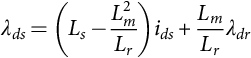 λ_ds = (L_s − L_m^2 / L_r) i_ds + L_m / L_r λ_dr